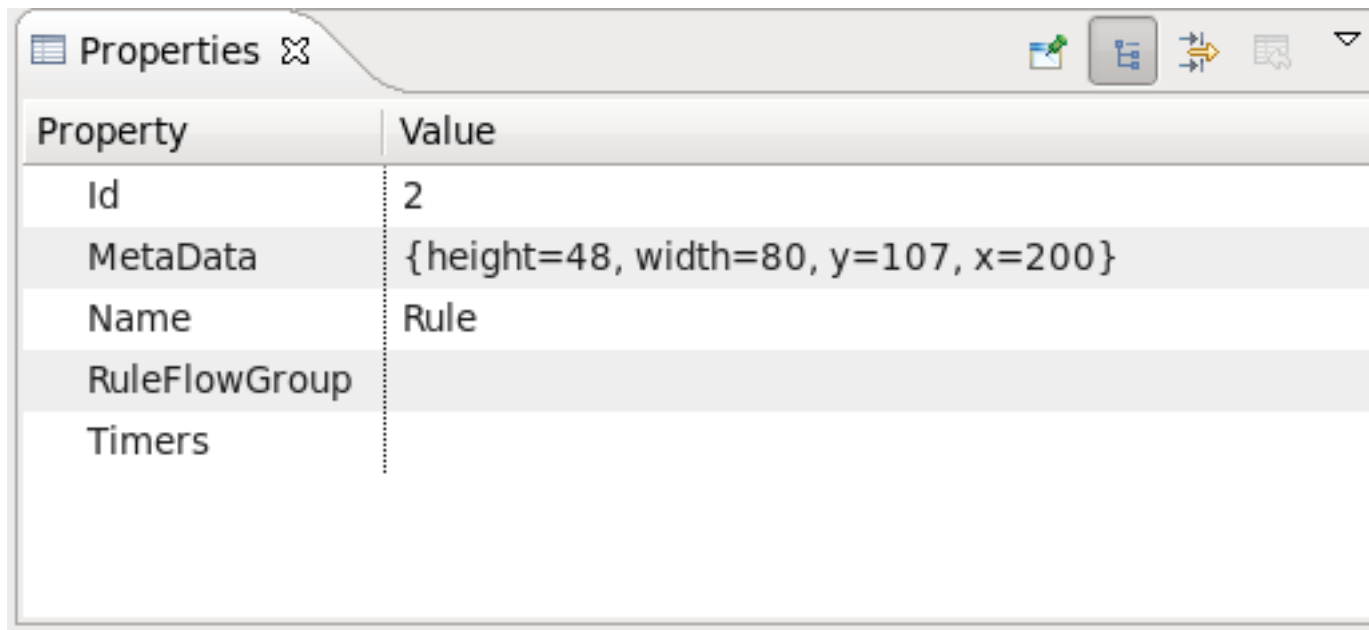 Properties
Property Value
Id 2
MetaData {height=48, width=80, y=107, x=200}
Name Rule
RuleFlowGroup
Timers